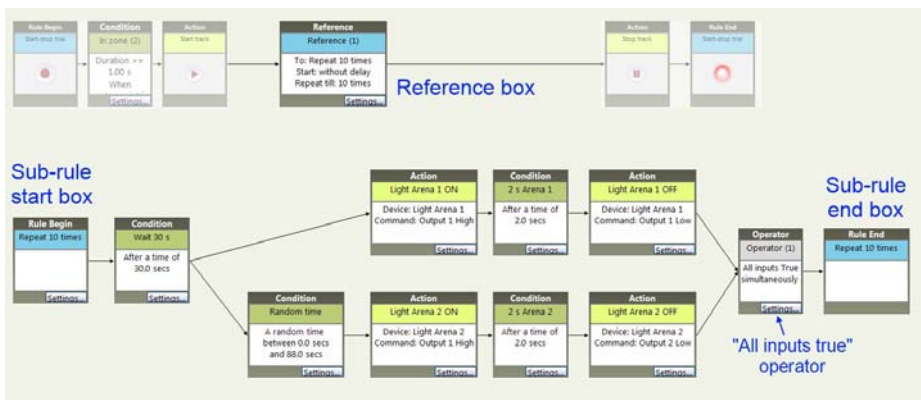 Rule Begin
Start-stop trial
Condition
In zone (2)
Duration >=
1.00 s
When
Settings...
Action
Start track
Reference
Reference (1)
To: Repeat 10 times
Start: without delay
Repeat till: 10 times
Settings...
Reference box
Action
Stop track
Rule End
Start-stop trial
Sub-rule
start box
Rule Begin
Repeat 10 times
Settings...
Condition
Wait 30 s
After a time of
30.0 secs
Settings...
Action
Light Arena 1 ON
Device: Light Arena 1
Command: Output 1 High
Settings...
Condition
2 s Arena 1
After a time of
2.0 secs
Settings...
Action
Light Arena 1 OFF
Device: Light Arena 1
Command: Output 1 Low
Settings...
Condition
Random time
A random time
between 0.0 secs
and 88.0 secs
Settings...
Action
Light Arena 2 ON
Device: Light Arena 2
Command: Output 1 High
Settings...
Condition
2 s Arena 2
After a time of
2.0 secs
Settings...
Action
Light Arena 2 OFF
Device: Light Arena 2
Command: Output 2 Low
Settings...
Operator
Operator (1)
All inputs True
simultaneously
Settings...
"All inputs true"
operator
Sub-rule
end box
Rule End
Repeat 10 times